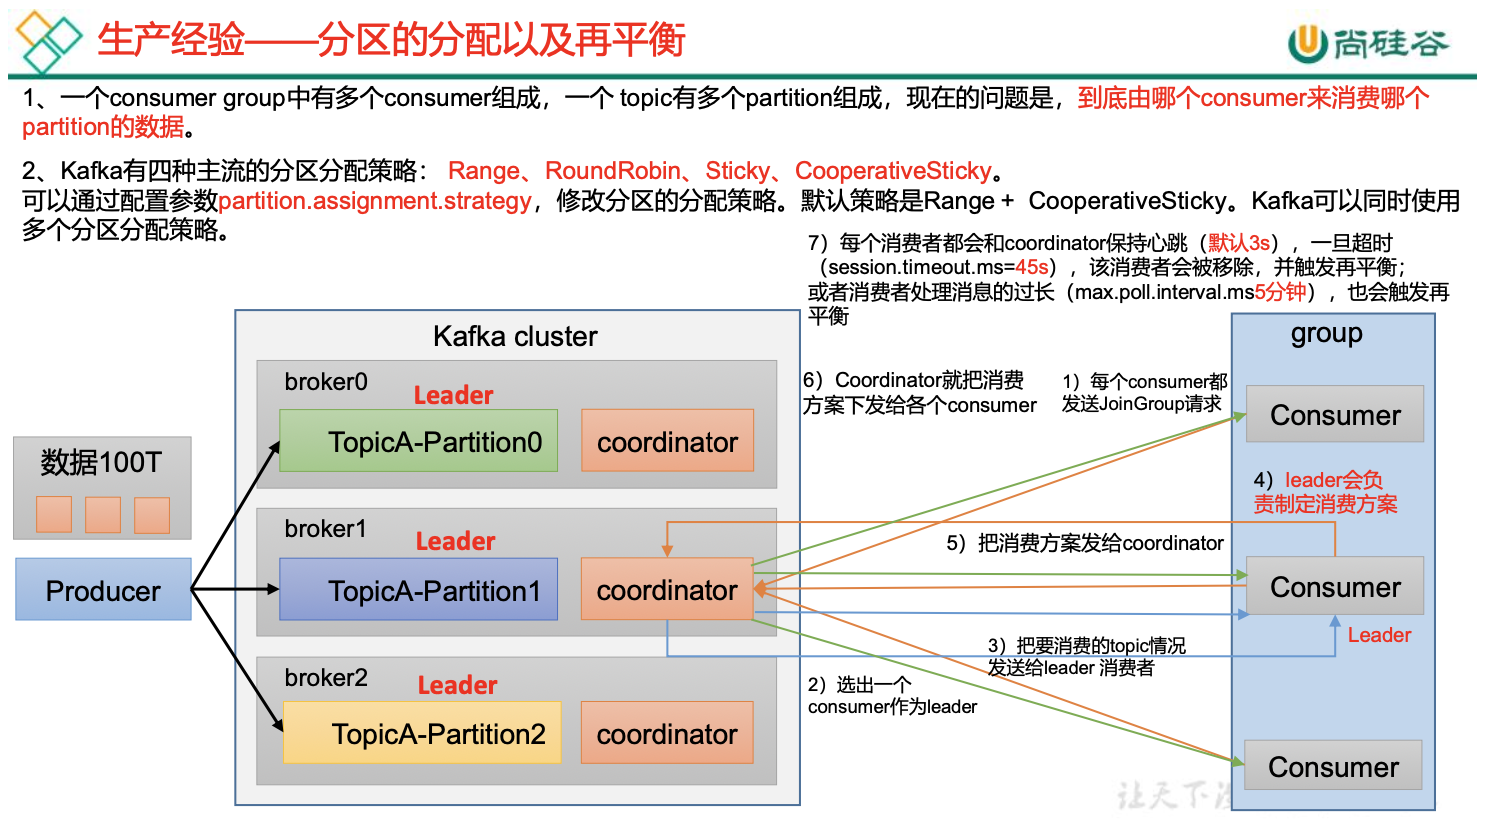 生产经验——分区的分配以及再平衡
尚硅谷
1、一个consumer group中有多个consumer组成，一个 topic有多个partition组成，现在的问题是，到底由哪个consumer来消费哪个
partition的数据。
2、Kafka有四种主流的分区分配策略： Range、RoundRobin、Sticky、CooperativeSticky。
可以通过配置参数partition.assignment.strategy，修改分区的分配策略。默认策略是Range + CooperativeSticky。Kafka可以同时使用
多个分区分配策略。
7）每个消费者都会和coordinator保持心跳（默认3s），一旦超时
（session.timeout.ms=45s），该消费者会被移除，并触发再平衡；
或者消费者处理消息的过长（max.poll.interval.ms5分钟），也会触发再
平衡
Kafka cluster
group
broker0
Leader
TopicA-Partition0
coordinator
6）Coordinator就把消费
方案下发给各个consumer
1）每个consumer都
发送JoinGroup请求
Consumer
数据100T
4）leader会负
责制定消费方案
broker1
Leader
TopicA-Partition1
coordinator
5）把消费方案发给coordinator
Consumer
Producer
Leader
3）把要消费的topic情况
发送给leader 消费者
broker2
Leader
TopicA-Partition2
coordinator
2）选出一个
consumer作为leader
Consumer
让天下